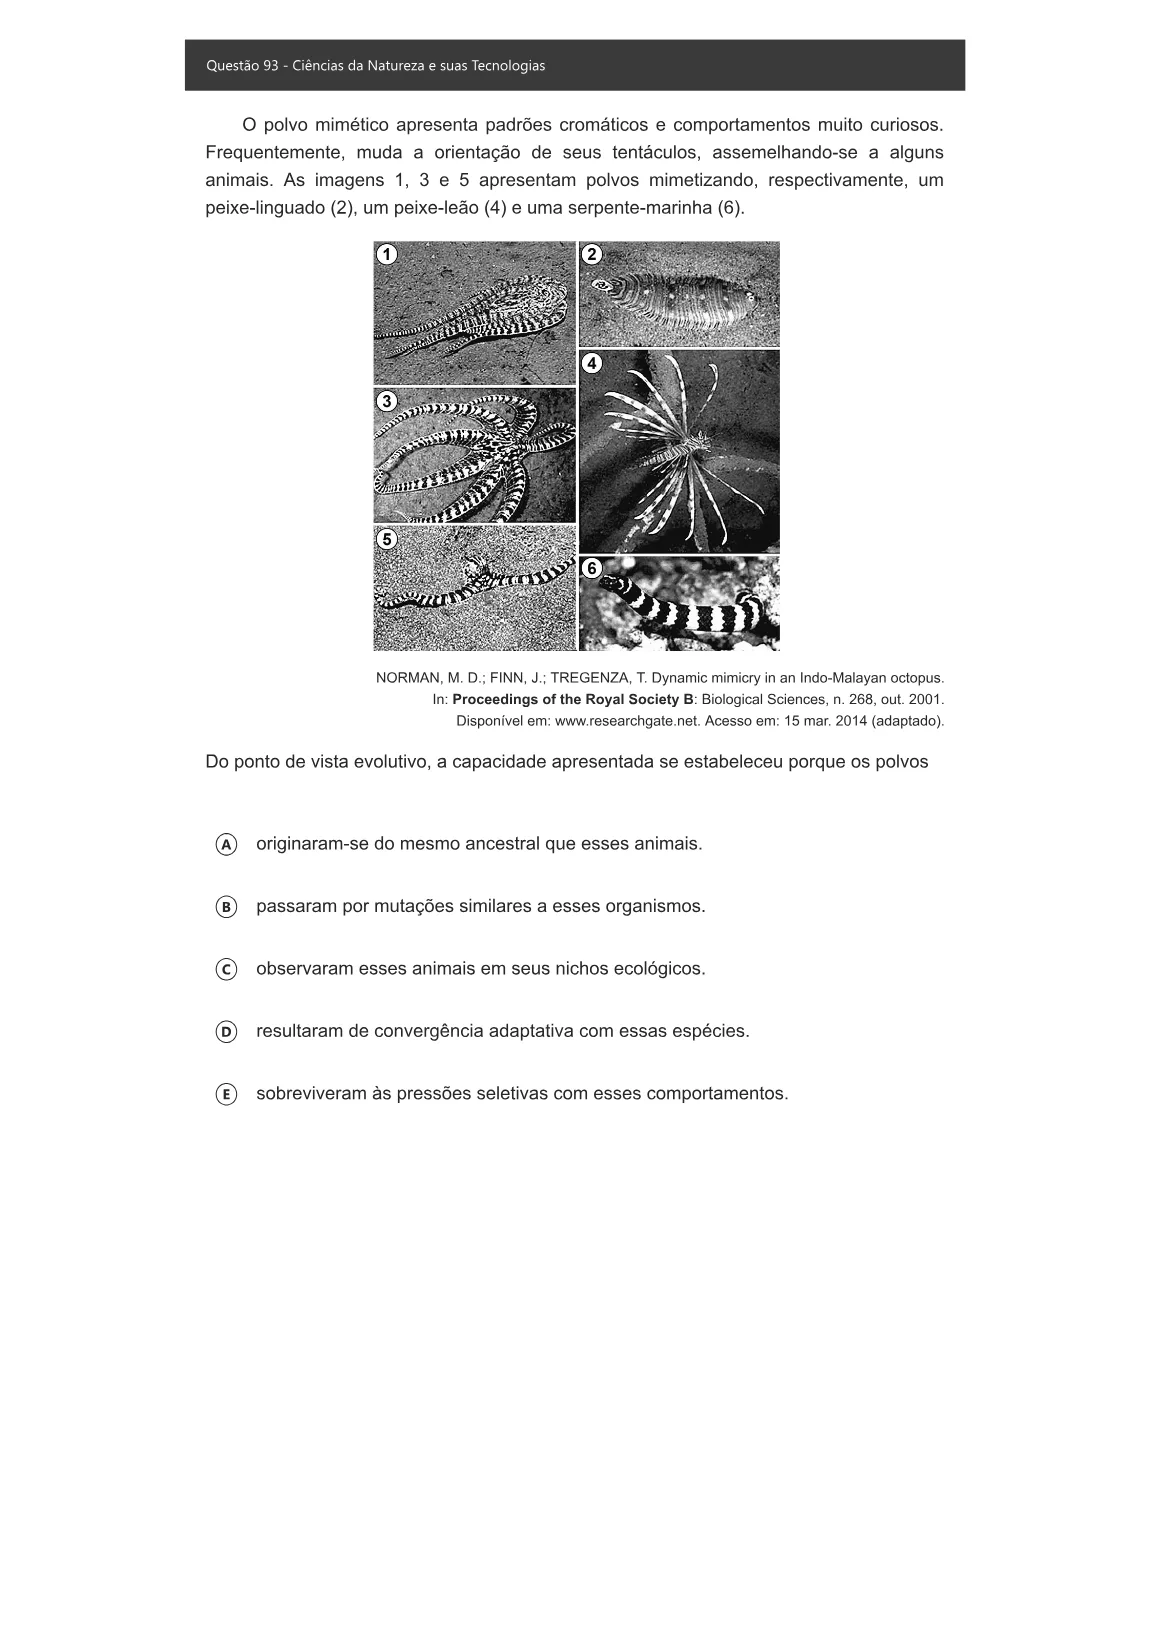 Questão 93 - Ciências da Natureza e suas Tecnologias
O polvo mimético apresenta padrões cromáticos e comportamentos muito curiosos.
Frequentemente, muda a orientação de seus tentáculos, assemelhando-se a alguns
animais. As imagens 1, 3 e 5 apresentam polvos mimetizando, respectivamente, um
peixe-linguado (2), um peixe-leão (4) e uma serpente-marinha (6).
1
2
3
4
5
6
NORMAN, M. D.; FINN, J.; TREGENZA, T. Dynamic mimicry in an Indo-Malayan octopus.
In: Proceedings of the Royal Society B: Biological Sciences, n. 268, out. 2001.
Disponível em: www.researchgate.net. Acesso em: 15 mar. 2014 (adaptado).
Do ponto de vista evolutivo, a capacidade apresentada se estabeleceu porque os polvos
A originaram-se do mesmo ancestral que esses animais.
B passaram por mutações similares a esses organismos.
C observaram esses animais em seus nichos ecológicos.
D resultaram de convergência adaptativa com essas espécies.
E sobreviveram às pressões seletivas com esses comportamentos.